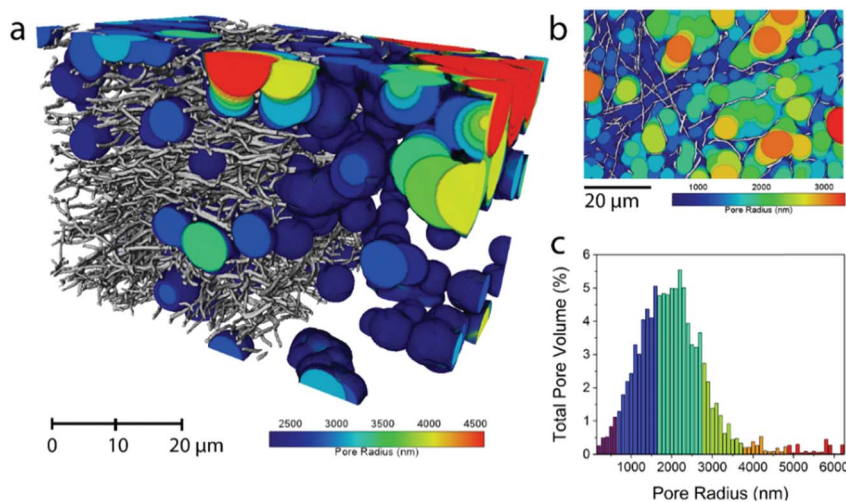 a
2500 3000 3500 4000 4500
Pore Radius (nm)
0 10 20 μm
b
20 μm
1000 2000 3000
Pore Radius (nm)
c
Total Pore Volume (%)
6
5
4
3
2
1
0
1000 2000 3000 4000 5000 6000
Pore Radius (nm)